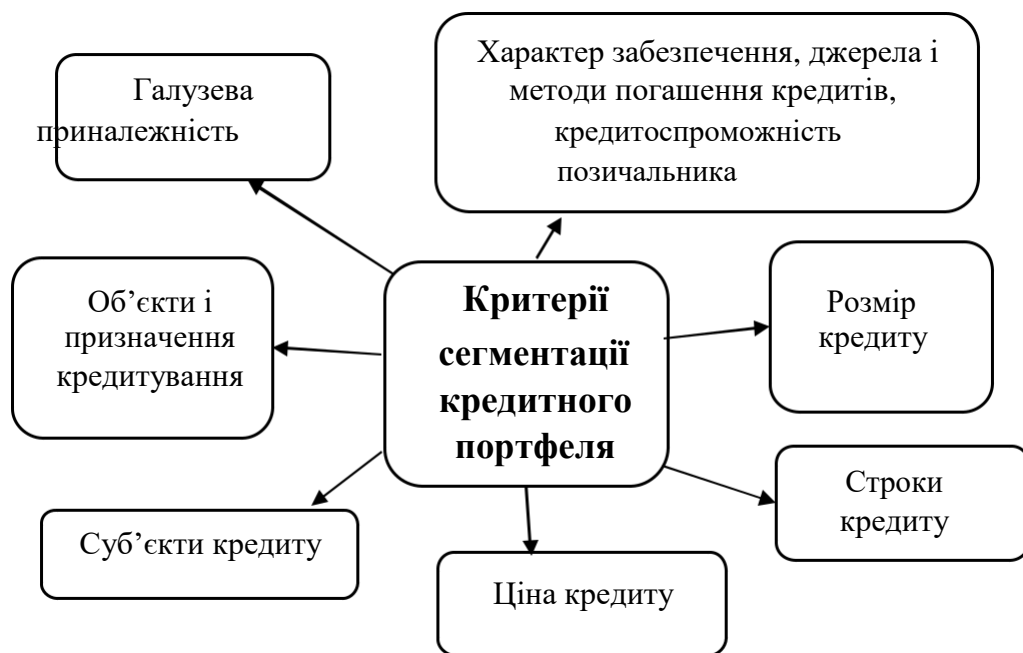 Галузева
приналежність
Характер забезпечення, джерела і
методи погашення кредитів,
кредитоспроможність
позичальника
Об’єкти і
призначення
кредитування
Критерії
сегментації
кредитного
портфеля
Розмір
кредиту
Суб’єкти кредиту
Ціна кредиту
Строки
кредиту